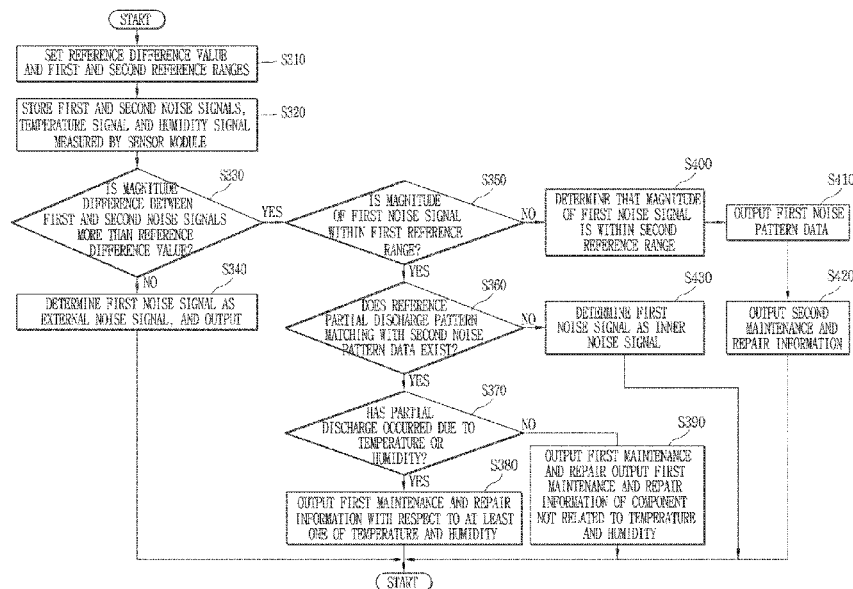 START
SET REFERENCE DIFFERENCE VALUE
AND FIRST AND SECOND REFERENCE RANGES
S310
STORE FIRST AND SECOND NOISE SIGNALS,
TEMPERATURE SIGNAL AND HUMIDITY SIGNAL
MEASURED BY SENSOR MODULE
S320
IS MAGNITUDE
DIFFERENCE BETWEEN
FIRST AND SECOND NOISE SIGNALS
MORE THAN REFERENCE
DIFFERENCE VALUE?
S330
YES
NO
S340
DETERMINE FIRST NOISE SIGNAL AS
EXTERNAL NOISE SIGNAL, AND OUTPUT
IS MAGNITUDE
OF FIRST NOISE SIGNAL
WITHIN FIRST REFERENCE
RANGE?
S350
NO
YES
S400
DETERMINE THAT MAGNITUDE
OF FIRST NOISE SIGNAL
IS WITHIN SECOND
REFERENCE RANGE
S410
OUTPUT FIRST NOISE
PATTERN DATA
S420
OUTPUT SECOND
MAINTENANCE AND
REPAIR INFORMATION
DOES REFERENCE
PARTIAL DISCHARGE PATTERN
MATCHING WITH SECOND NOISE
PATTERN DATA EXIST?
S360
NO
YES
S430
DETERMINE FIRST
NOISE SIGNAL AS INNER
NOISE SIGNAL
HAS PARTIAL
DISCHARGE OCCURRED DUE TO
TEMPERATURE OR
HUMIDITY?
S370
NO
YES
S380
OUTPUT FIRST MAINTENANCE AND REPAIR
INFORMATION WITH RESPECT TO AT LEAST
ONE OF TEMPERATURE AND HUMIDITY
S390
OUTPUT FIRST MAINTENANCE
AND REPAIR OUTPUT FIRST
MAINTENANCE AND REPAIR
INFORMATION OF COMPONENT
NOT RELATED TO TEMPERATURE
AND HUMIDITY
START